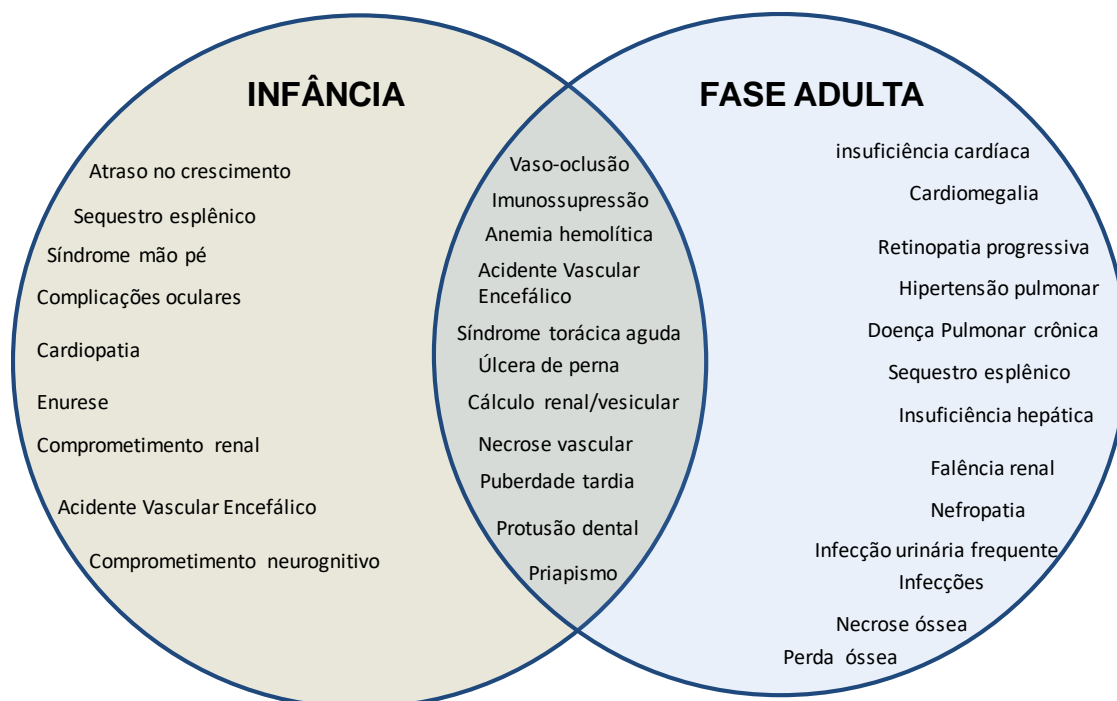 INFÂNCIA
Atraso no crescimento
Sequestro esplênico
Síndrome mão pé
Complicações oculares
Cardiopatia
Enurese
Comprometimento renal
Acidente Vascular Encefálico
Comprometimento neurognitivo
Vaso-oclusão
Imunossupressão
Anemia hemolítica
Acidente Vascular
Encefálico
Síndrome torácica aguda
Úlcera de perna
Cálculo renal/vesicular
Necrose vascular
Puberdade tardia
Protusão dental
Priapismo
FASE ADULTA
insuficiência cardíaca
Cardiomegalia
Retinopatia progressiva
Hipertensão pulmonar
Doença Pulmonar crônica
Sequestro esplênico
Insuficiência hepática
Falência renal
Nefropatia
Infecção urinária frequente
Infecções
Necrose óssea
Perda óssea